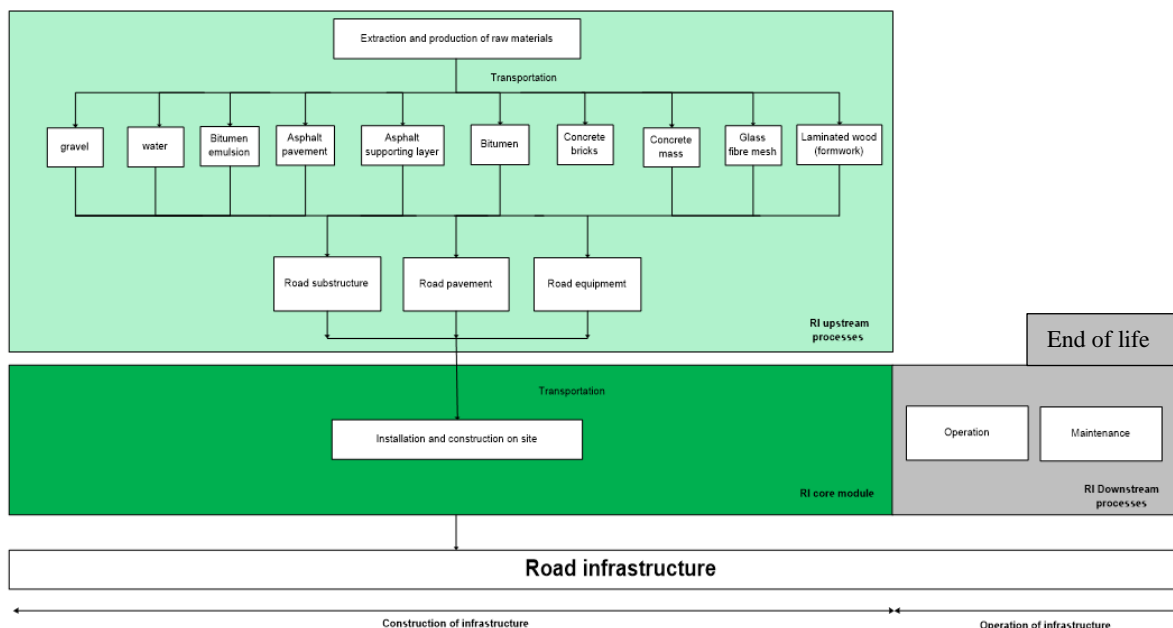 Extraction and production of raw materials
Transportation
gravel
water
Bitumen
emulsion
Asphalt
pavement
Asphalt
supporting layer
Bitumen
Concrete
bricks
Concrete
mass
Glass
fibre mesh
Laminated wood
(formwork)
Road substructure
Road pavement
Road equipmemt
RI upstream
processes
End of life
Transportation
Installation and construction on site
Operation
Maintenance
RI core module
RI Downstream
processes
Road infrastructure
Construction of infrastructure
Operation of infrastructure